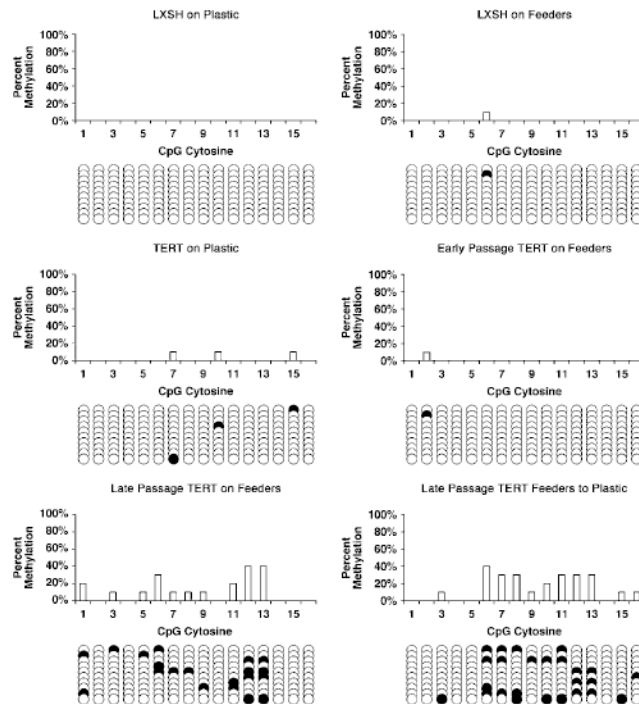 LXSH on Plastic
Percent Methylation
100%
80%
60%
40%
20%
0%
1 3 5 7 9 11 13 15
CpG Cytosine
LXSH on Feeders
Percent Methylation
100%
80%
60%
40%
20%
0%
1 3 5 7 9 11 13 15
CpG Cytosine
TERT on Plastic
Percent Methylation
100%
80%
60%
40%
20%
0%
1 3 5 7 9 11 13 15
CpG Cytosine
Early Passage TERT on Feeders
Percent Methylation
100%
80%
60%
40%
20%
0%
1 3 5 7 9 11 13 15
CpG Cytosine
Late Passage TERT on Feeders
Percent Methylation
100%
80%
60%
40%
20%
0%
1 3 5 7 9 11 13 15
CpG Cytosine
Late Passage TERT Feeders to Plastic
Percent Methylation
100%
80%
60%
40%
20%
0%
1 3 5 7 9 11 13 15
CpG Cytosine